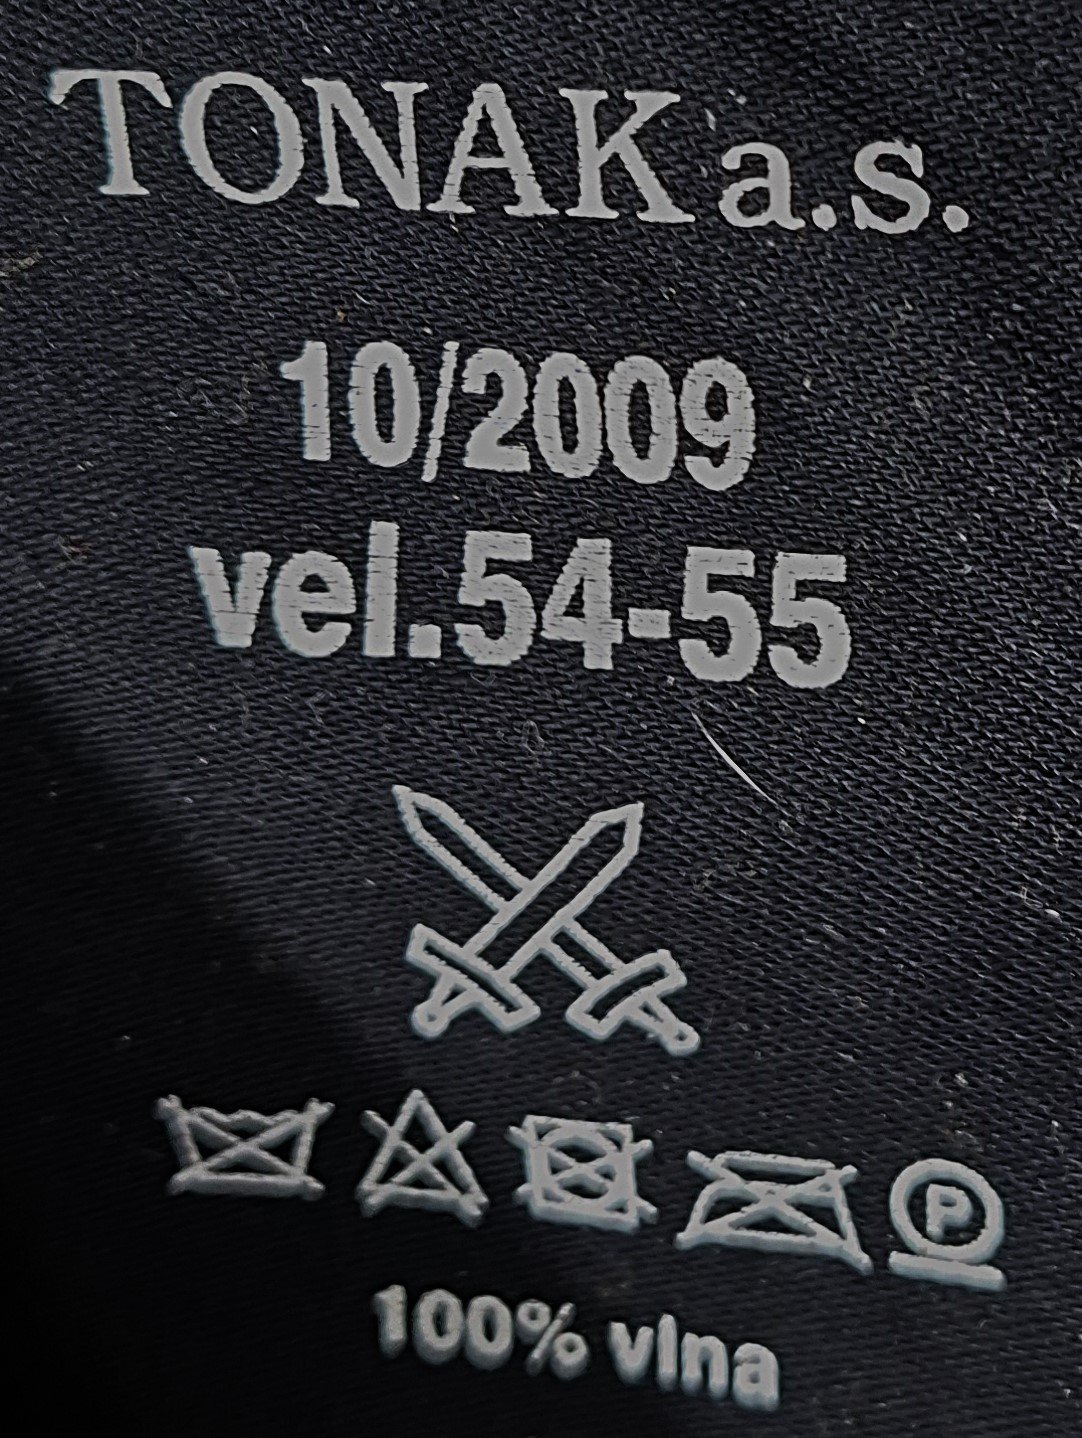 TONAK a.s.
10/2009
vel.54-55
P
100% vlna